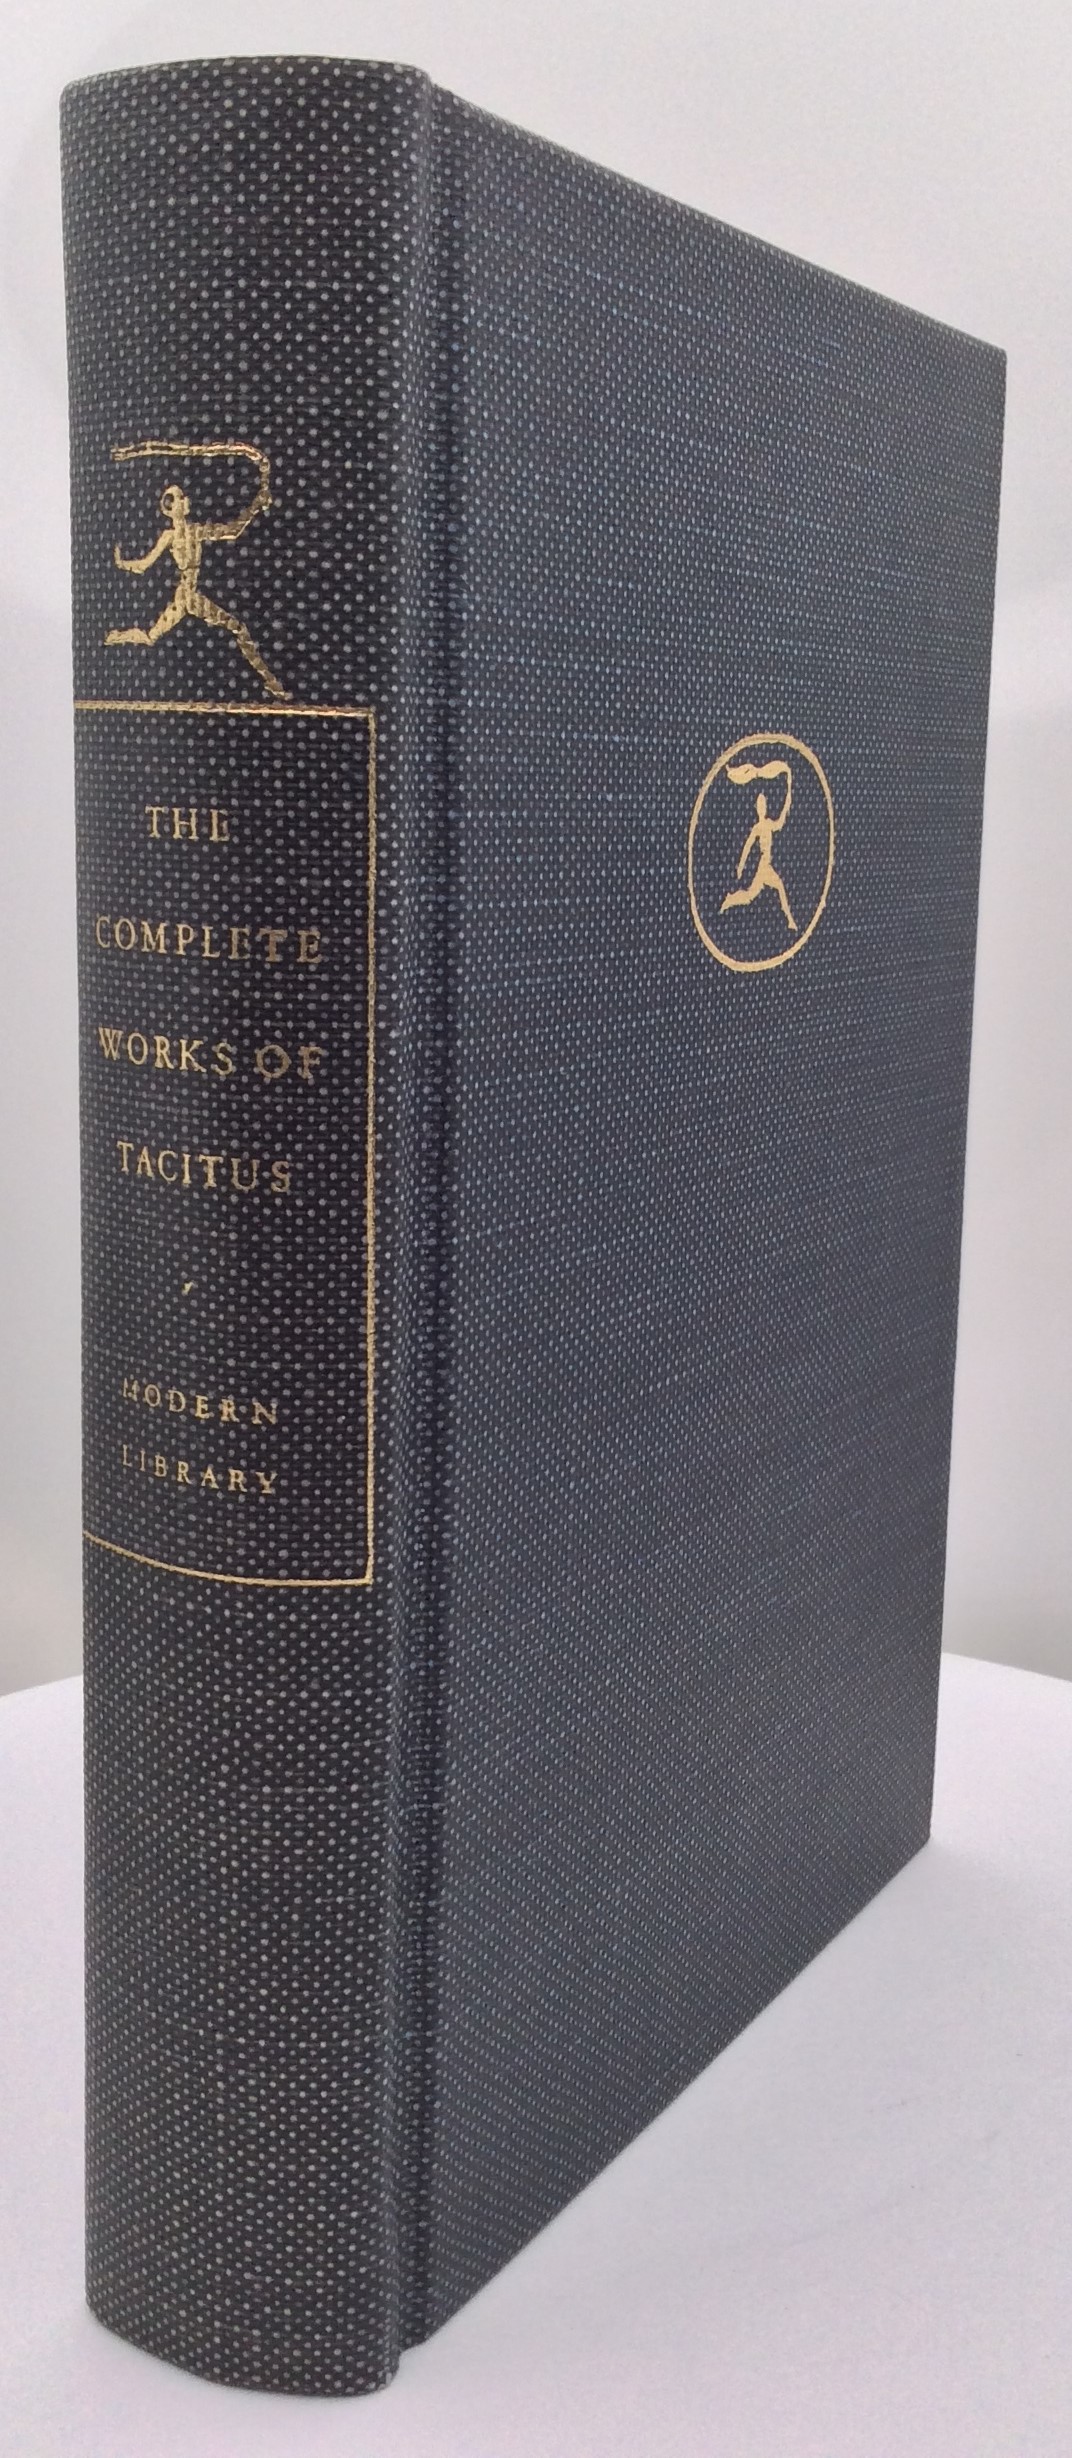 THE
COMPLETE
WORKS OF
TACITUS
MODERN
LIBRARY